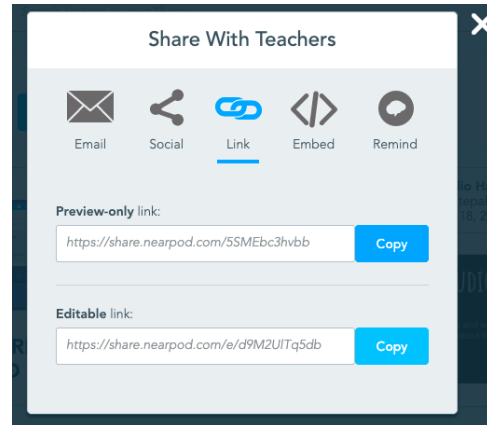 Share With Teachers
Email
Social
Link
Embed
Remind
Preview-only link:
https://share.nearpod.com/5SMEbc3hvbb
Copy
Editable link:
https://share.nearpod.com/e/d9M2UlTq5db
Copy